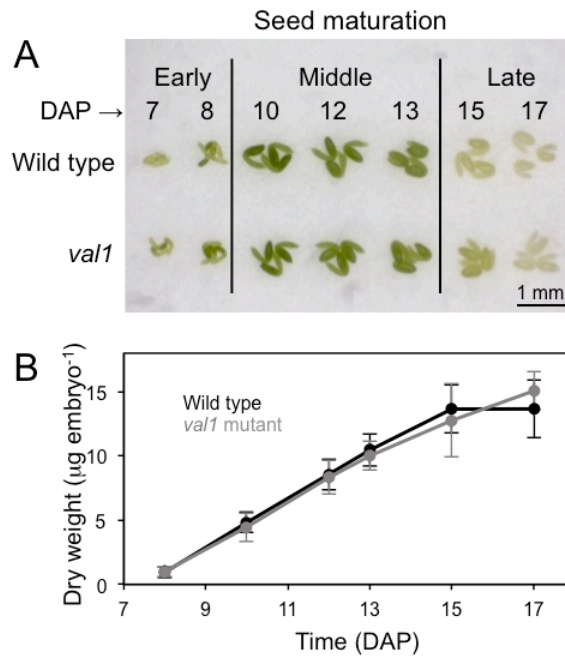 Seed maturation
A
Early Middle Late
DAP → 7 8 10 12 13 15 17
Wild type
val1
1 mm
B
Dry weight (µg embryo⁻¹)
15
10
5
0
Wild type
val1 mutant
7 9 11 13 15 17
Time (DAP)